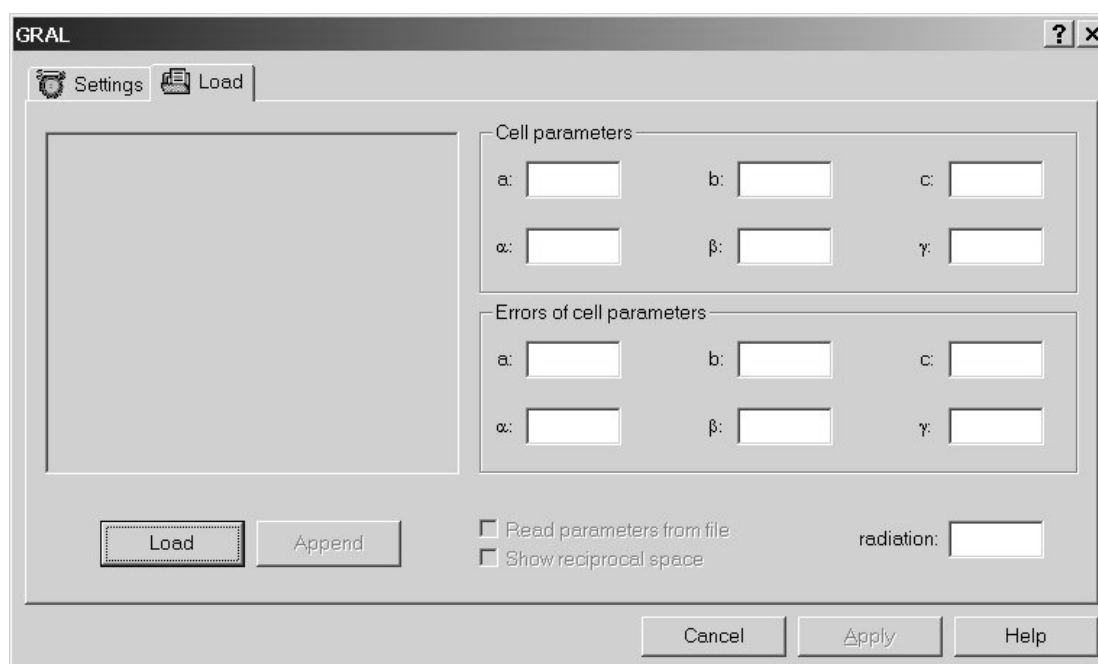 GRAL
Settings Load
Cell parameters
a: b: c:
α: β: γ:
Errors of cell parameters
a: b: c:
α: β: γ:
Load Append
Read parameters from file
Show reciprocal space
radiation:
Cancel Apply Help